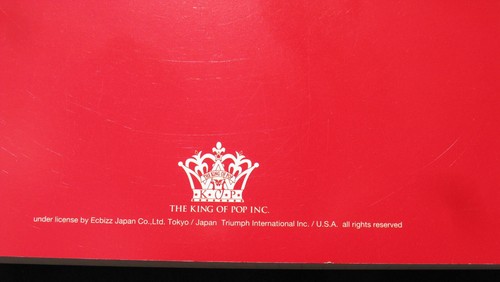 THE KING OF POP INC.
under license by Ecbizz Japan Co.,Ltd. Tokyo / Japan Triumph International Inc. / U.S.A. all rights reserved